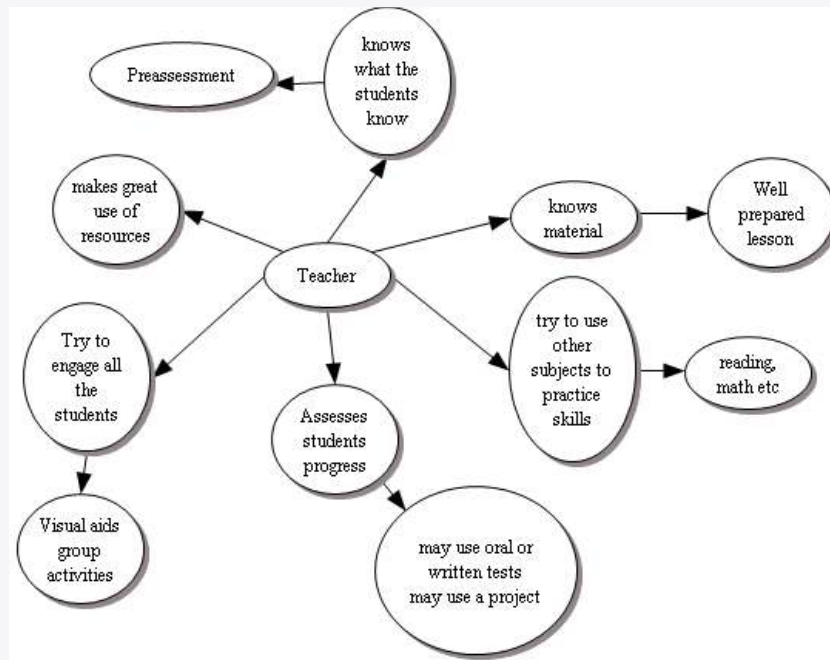 knows
what the
students
know
Preassessment
makes great
use of
resources
knows
material
Well
prepared
lesson
Teacher
Try to
engage all
the
students
try to use
other
subjects to
practice
skills
reading,
math etc
Assesses
students
progress
Visual aids
group
activities
may use oral or
written tests
may use a project